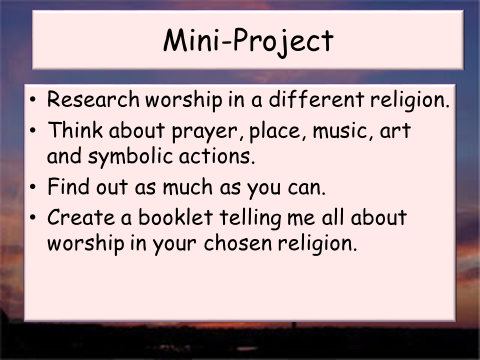 Mini-Project
• Research worship in a different religion.
• Think about prayer, place, music, art
and symbolic actions.
• Find out as much as you can.
• Create a booklet telling me all about
worship in your chosen religion.